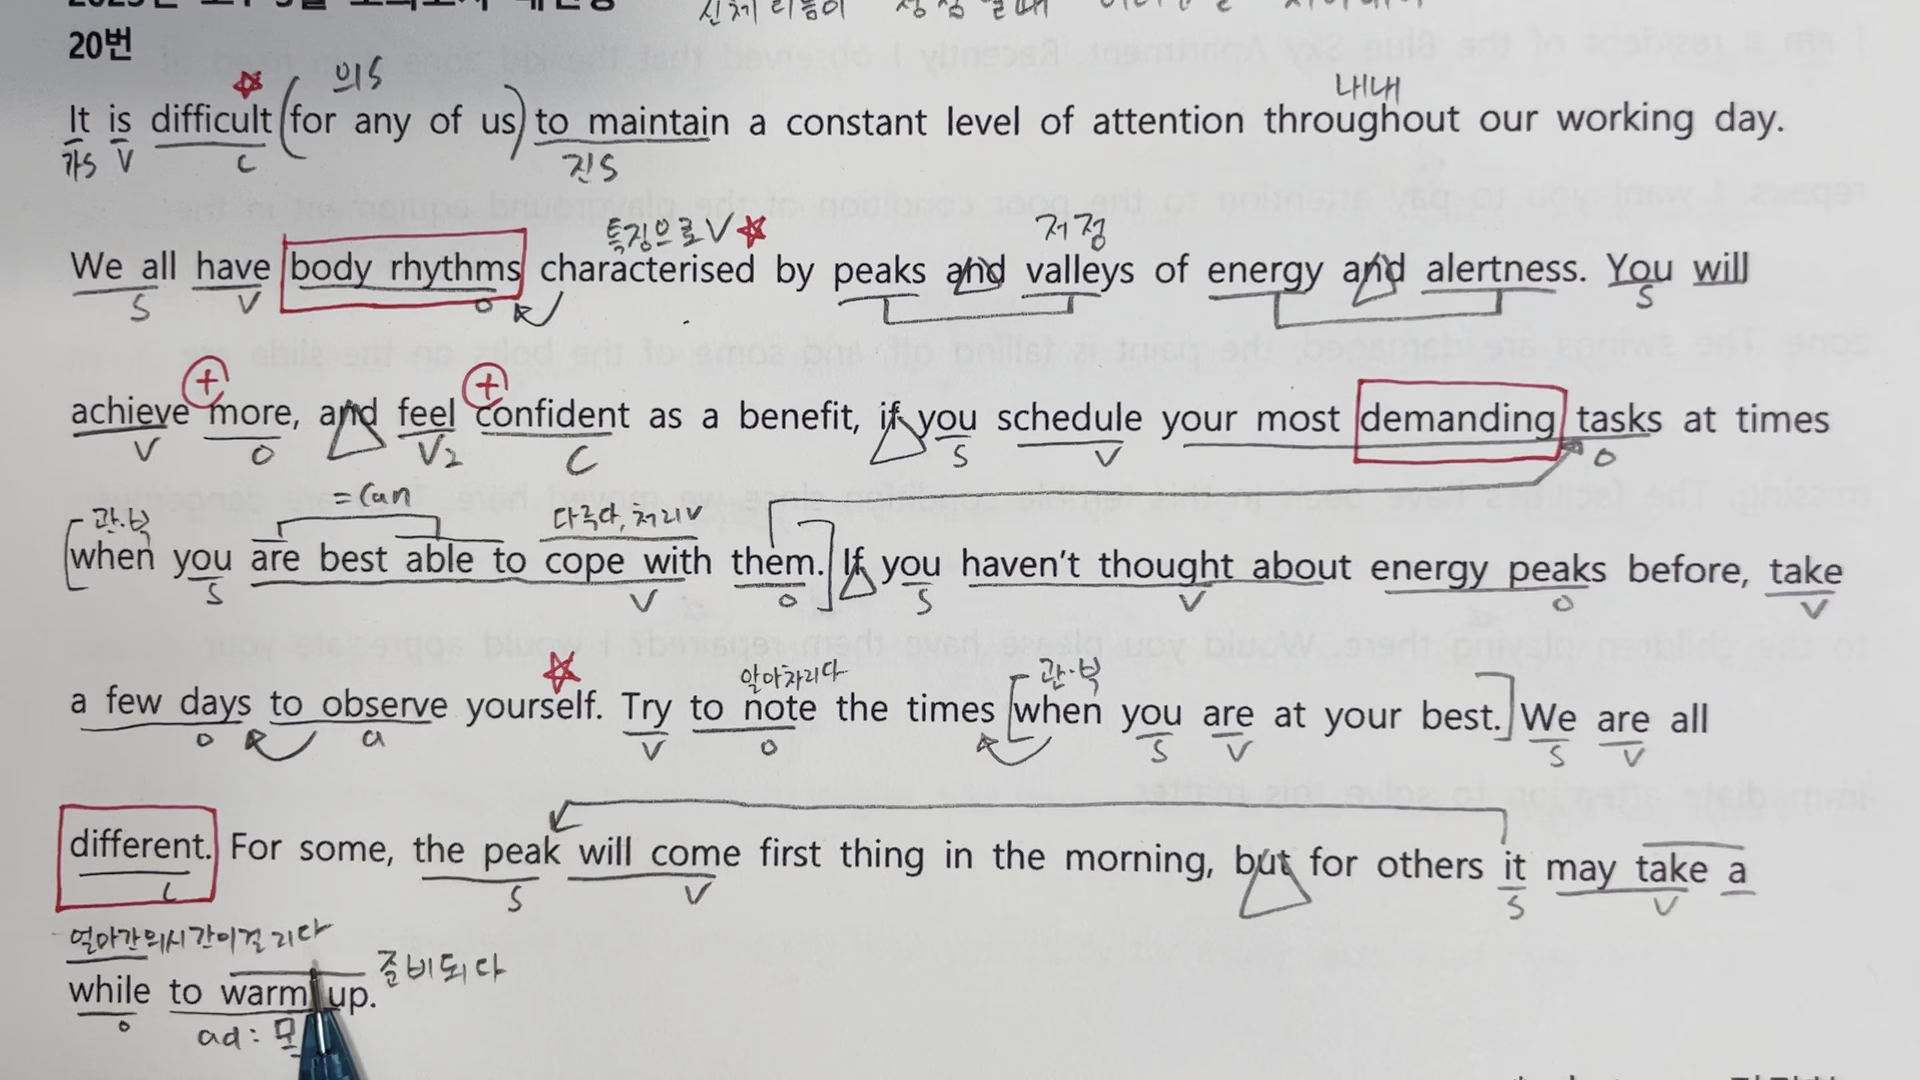 신체리듬이
20번
의S 내내
It is difficult (for any of us) to maintain a constant level of attention throughout our working day.
가S V C 진S
특징으로V 저점
We all have body rhythms characterised by peaks and valleys of energy and alertness. You will
S V O S
+ +
achieve more, and feel confident as a benefit, if you schedule your most demanding tasks at times
V O V2 C S V O
관·부 =Can 다루다, 처리V
[when you are best able to cope with them.] If you haven't thought about energy peaks before, take
S V O S V O V
알아차리다 관·부
a few days to observe yourself. Try to note the times [when you are at your best.] We are all
O a V O S V S V
different. For some, the peak will come first thing in the morning, but for others it may take a
C S V S V
얼마간의시간이걸리다 준비되다
while to warm up.
O ad: